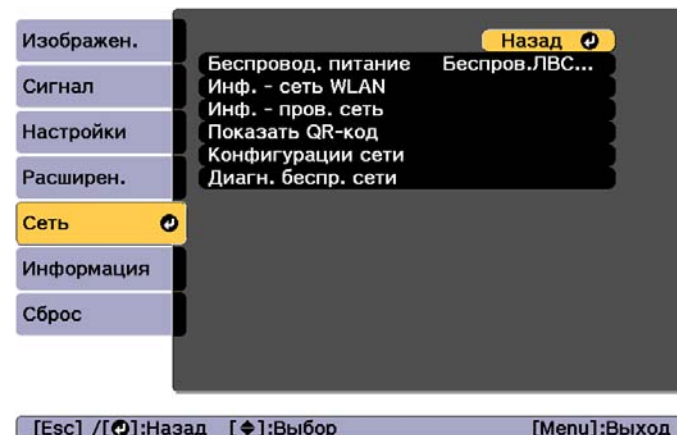 Изображен.
Сигнал
Настройки
Расширен.
Сеть
Информация
Сброс
Назад
Беспровод. питание Беспров.ЛВС...
Инф. - сеть WLAN
Инф. - пров. сеть
Показать QR-код
Конфигурации сети
Диагн. беспр. сети
[Esc] /[]:Назад []:Выбор [Menu]:Выход